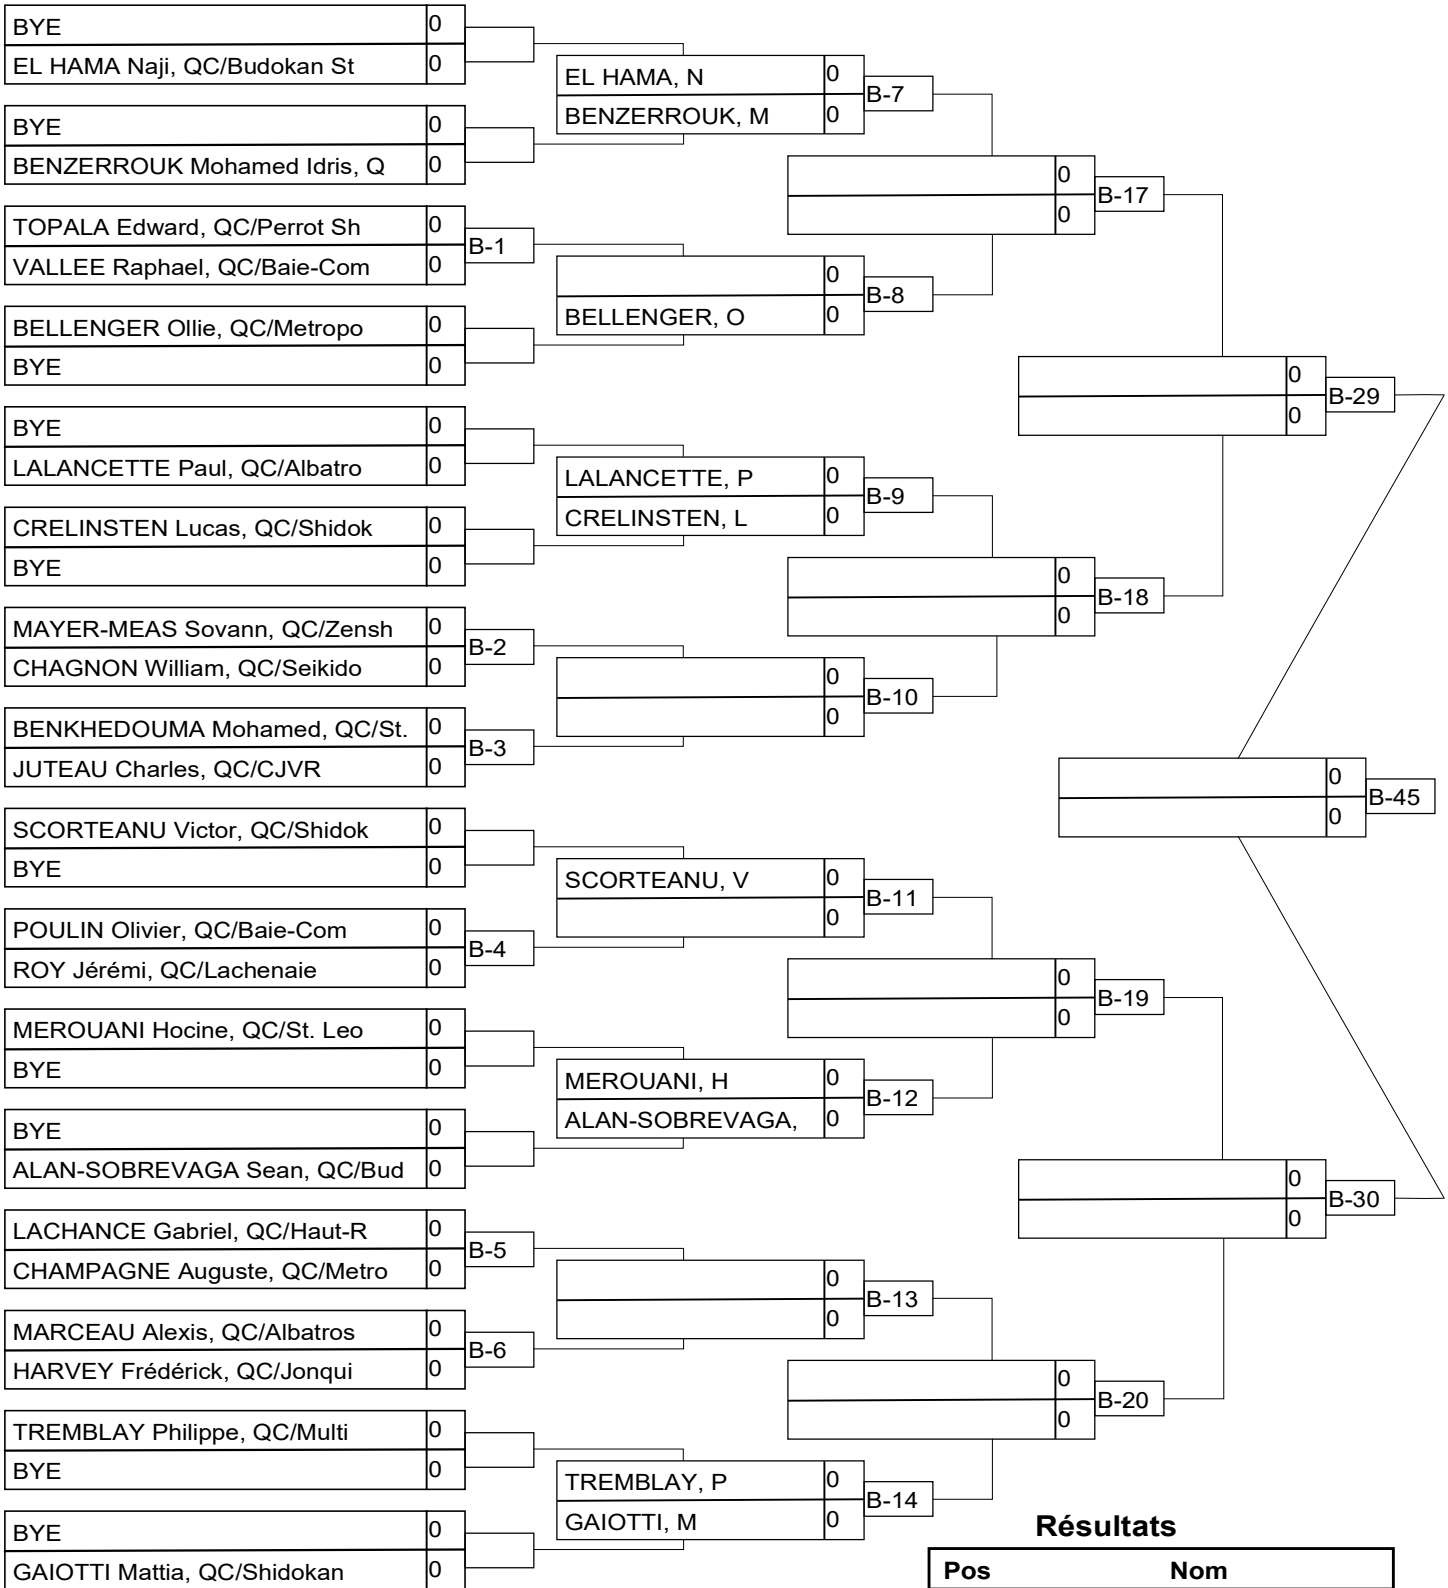 BYE 0
EL HAMA Naji, QC/Budokan St 0
BYE 0
BENZERROUK Mohamed Idris, Q 0
TOPALA Edward, QC/Perrot Sh 0
VALLEE Raphael, QC/Baie-Com 0
B-1
BELLENGER Ollie, QC/Metropo 0
BYE 0
BYE 0
LALANCETTE Paul, QC/Albatro 0
CRELINSTEN Lucas, QC/Shidok 0
BYE 0
MAYER-MEAS Sovann, QC/Zensh 0
CHAGNON William, QC/Seikido 0
B-2
BENKHEDOUMA Mohamed, QC/St. 0
JUTEAU Charles, QC/CJVR 0
B-3
SCORTEANU Victor, QC/Shidok 0
BYE 0
POULIN Olivier, QC/Baie-Com 0
ROY Jérémi, QC/Lachenaie 0
B-4
MEROUANI Hocine, QC/St. Leo 0
BYE 0
BYE 0
ALAN-SOBREVAGA Sean, QC/Bud 0
LACHANCE Gabriel, QC/Haut-R 0
CHAMPAGNE Auguste, QC/Metro 0
B-5
MARCEAU Alexis, QC/Albatros 0
HARVEY Frédérick, QC/Jonqui 0
B-6
TREMBLAY Philippe, QC/Multi 0
BYE 0
BYE 0
GAIOTTI Mattia, QC/Shidokan 0
EL HAMA, N 0
BENZERROUK, M 0
B-7
0
BELLENGER, O 0
B-8
LALANCETTE, P 0
CRELINSTEN, L 0
B-9
0
0
B-10
SCORTEANU, V 0
0
B-11
MEROUANI, H 0
ALAN-SOBREVAGA, 0
B-12
0
0
B-13
TREMBLAY, P 0
GAIOTTI, M 0
B-14
0
0
B-17
0
0
B-18
0
0
B-19
0
0
B-20
0
0
B-29
0
0
B-30
0
0
B-45
Résultats
Pos Nom